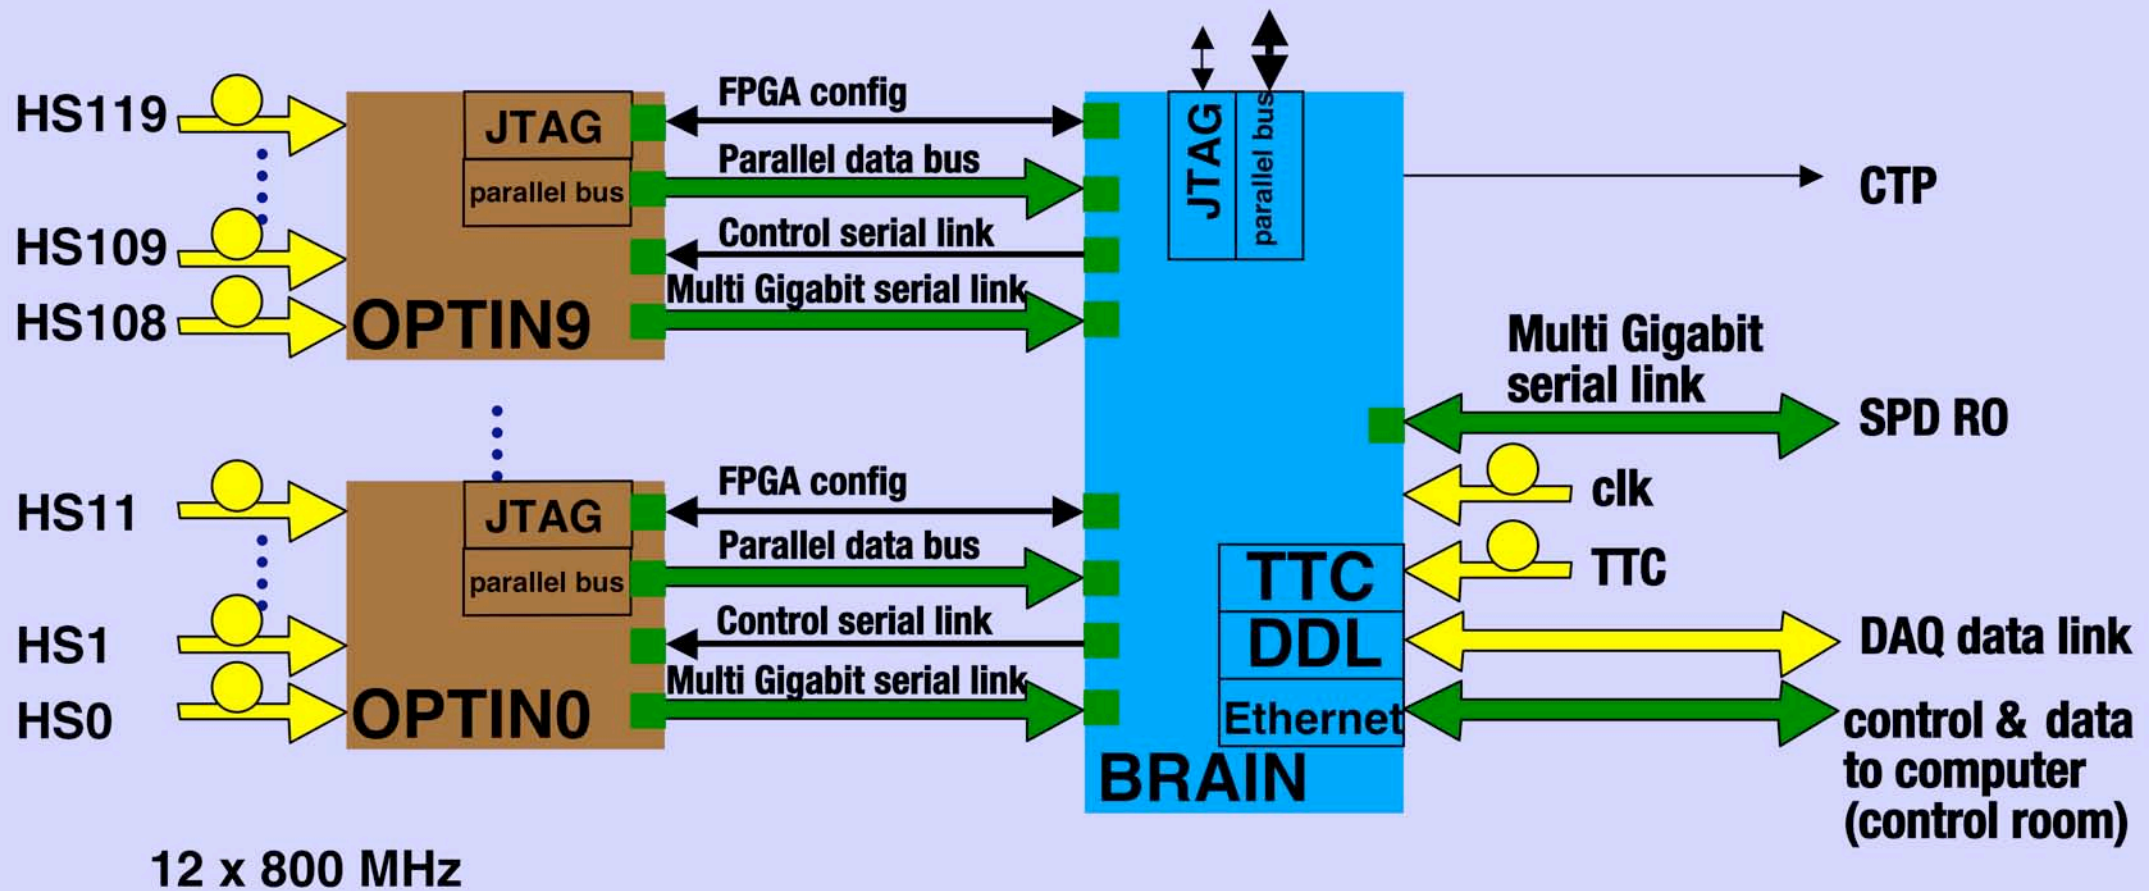 HS119
HS109
HS108
JTAG
parallel bus
OPTIN9
FPGA config
Parallel data bus
Control serial link
Multi Gigabit serial link
HS11
HS1
HS0
JTAG
parallel bus
OPTIN0
FPGA config
Parallel data bus
Control serial link
Multi Gigabit serial link
JTAG
parallel bus
TTC
DDL
Ethernet
BRAIN
CTP
Multi Gigabit
serial link
SPD RO
clk
TTC
DAQ data link
control & data
to computer
(control room)
12 x 800 MHz